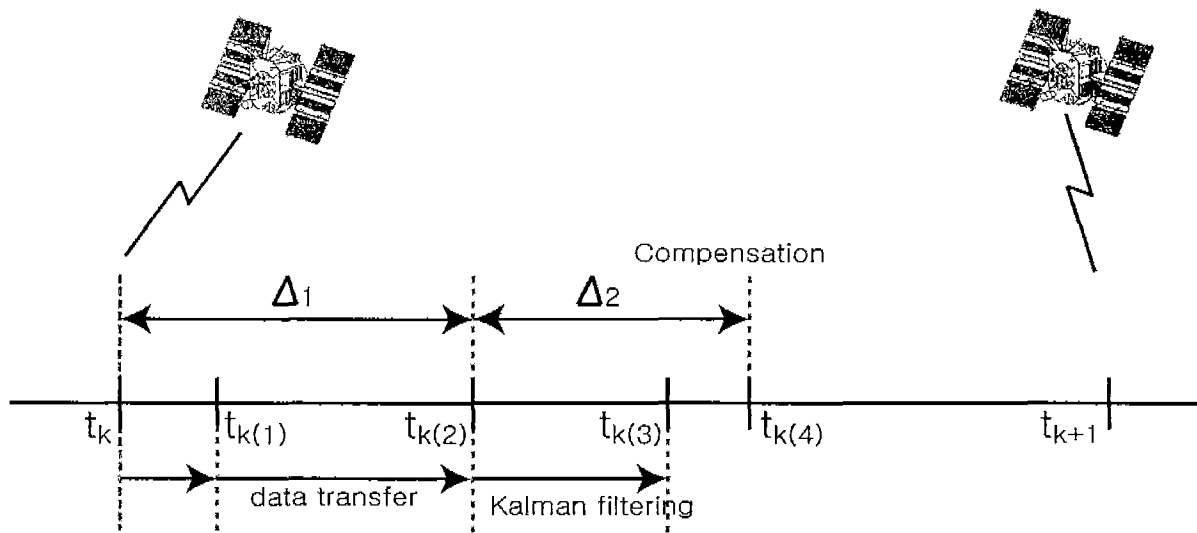 Compensation
Δ1
Δ2
tk
tk(1)
tk(2)
tk(3)
tk(4)
tk+1
data transfer
Kalman filtering